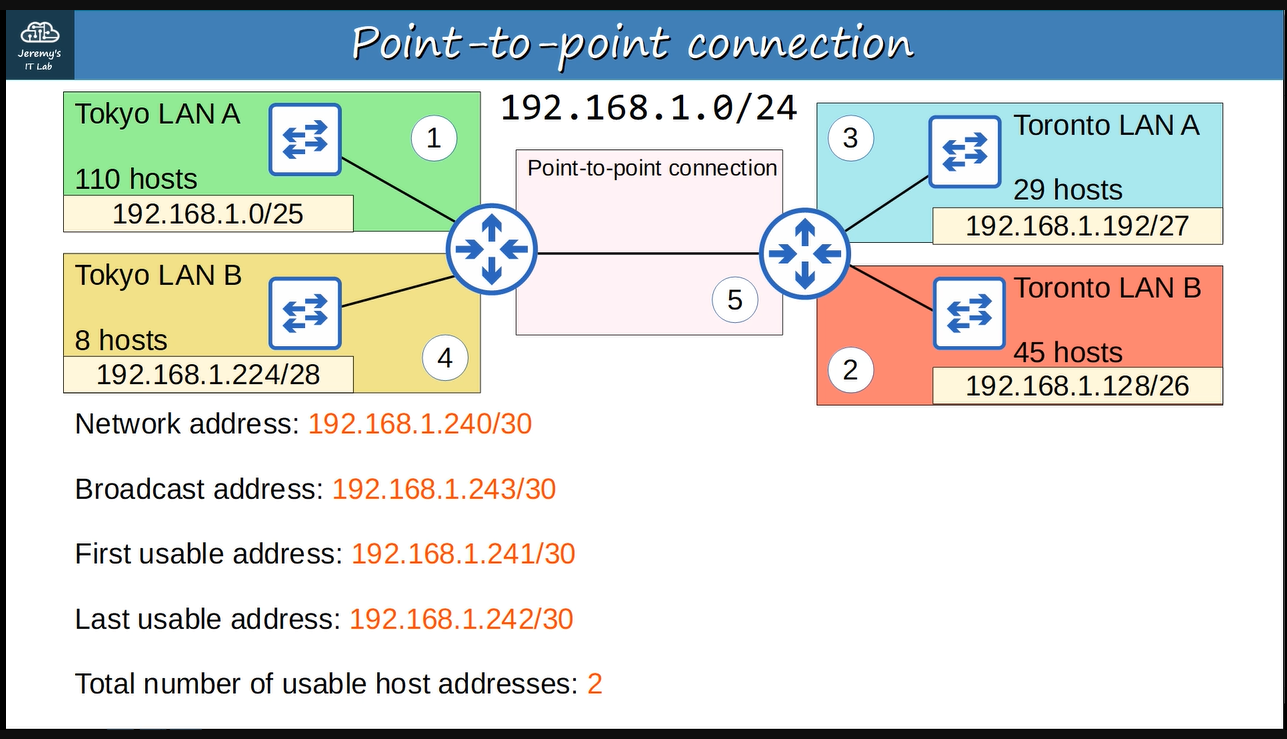 Jeremy's
IT Lab
Point-to-point connection
Tokyo LAN A
110 hosts
192.168.1.0/25
1
192.168.1.0/24
Point-to-point connection
5
3
Toronto LAN A
29 hosts
192.168.1.192/27
Tokyo LAN B
8 hosts
192.168.1.224/28
4
Toronto LAN B
45 hosts
192.168.1.128/26
2
Network address: 192.168.1.240/30
Broadcast address: 192.168.1.243/30
First usable address: 192.168.1.241/30
Last usable address: 192.168.1.242/30
Total number of usable host addresses: 2